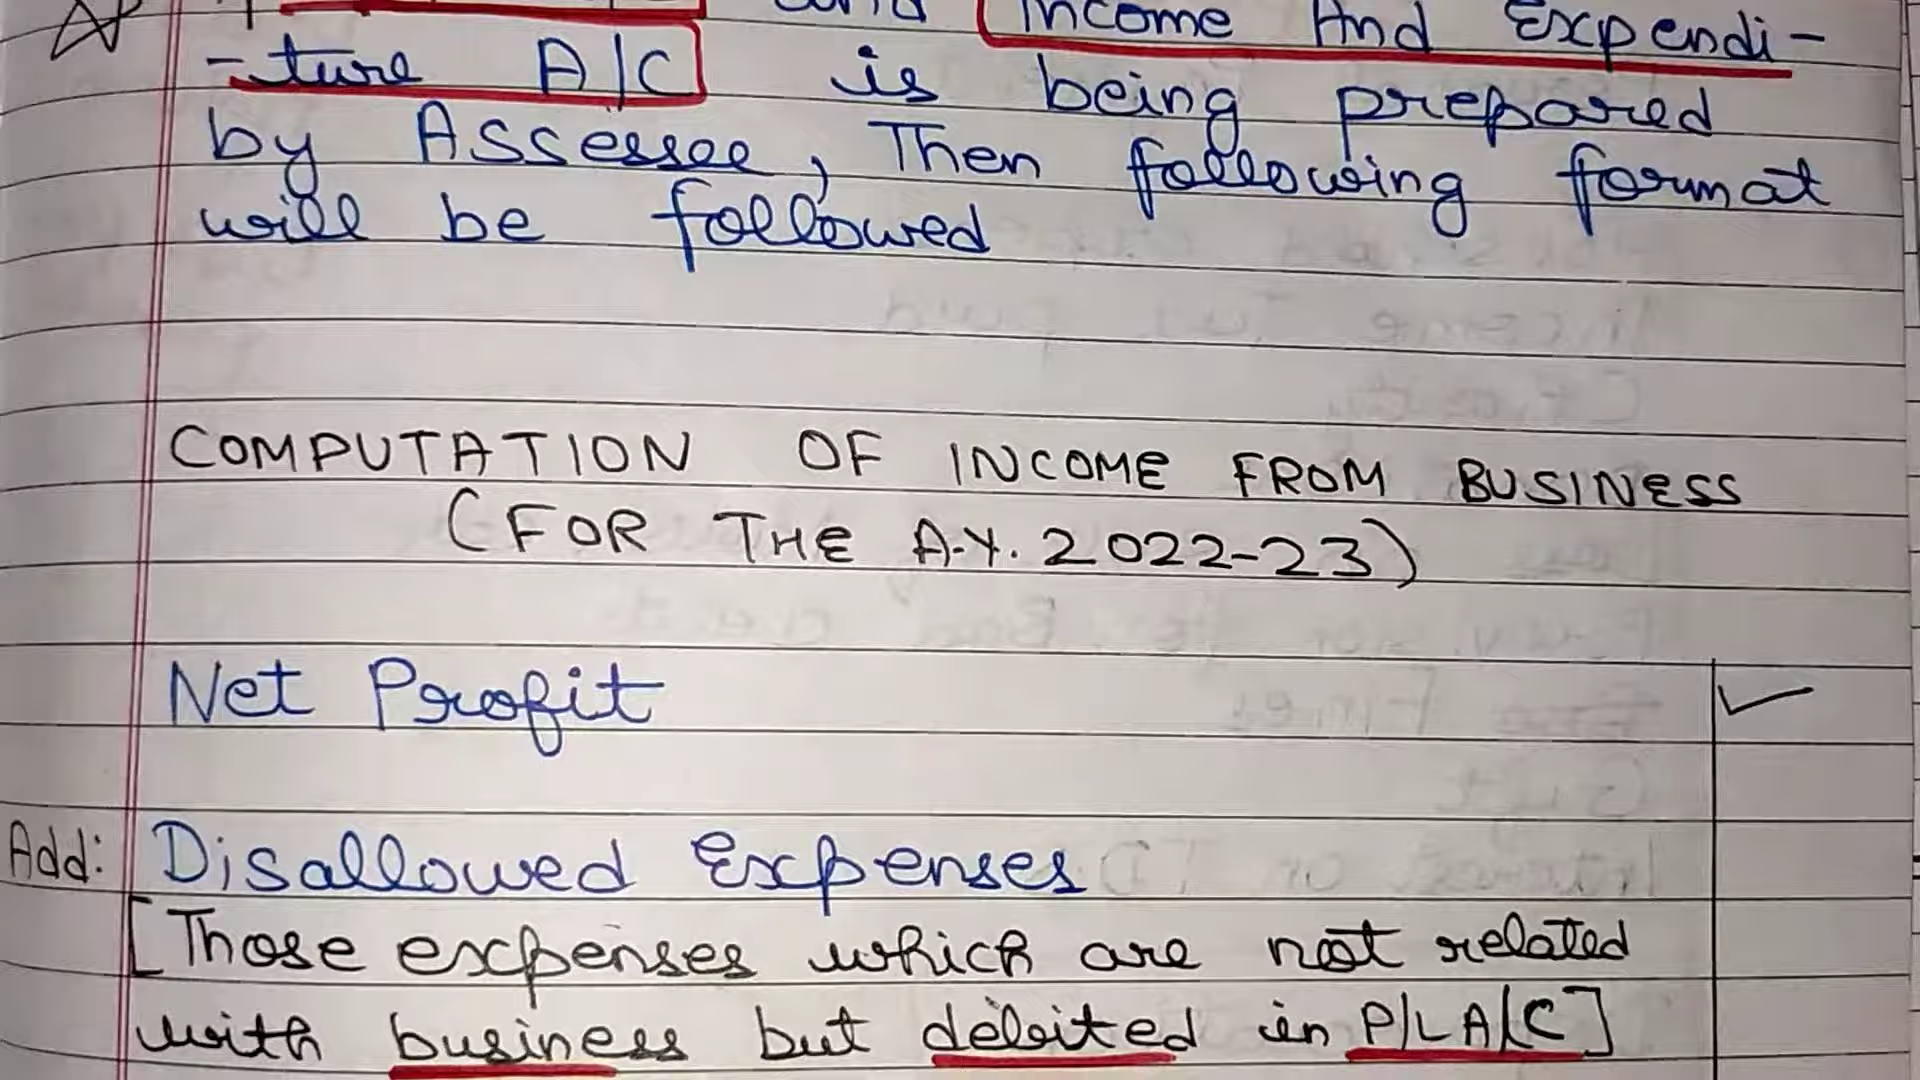 Income And Expendi-
-ture A/C is being prepared
by Assessee, Then following format
will be followed
COMPUTATION OF INCOME FROM BUSINESS
(FOR THE A.Y. 2022-23)
Net Profit
Add: Disallowed Expenses
[Those expenses which are not related
with business but debited in P/L A/C]